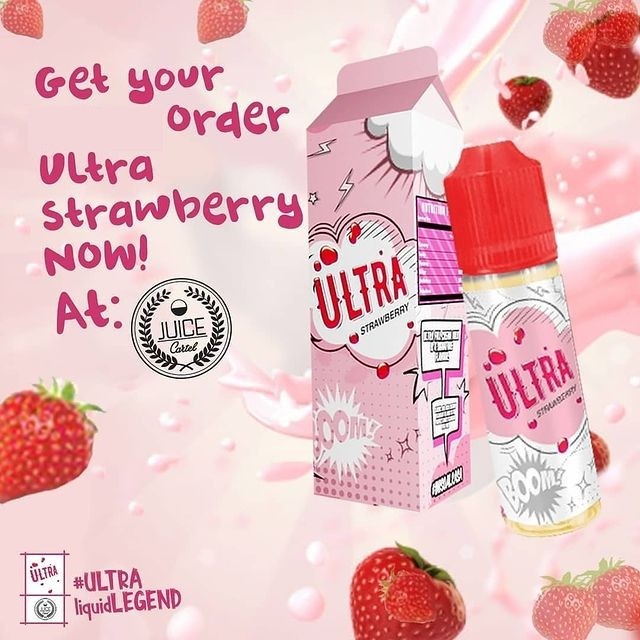 Get your
order
Ultra
Strawberry
NOW!
At:
JUICE
Cartel
ULTRA
STRAWBERRY
BOOM!
ULTRA
STRAWBERRY
BOOM!
ULTRA
#ULTRA
liquidLEGEND